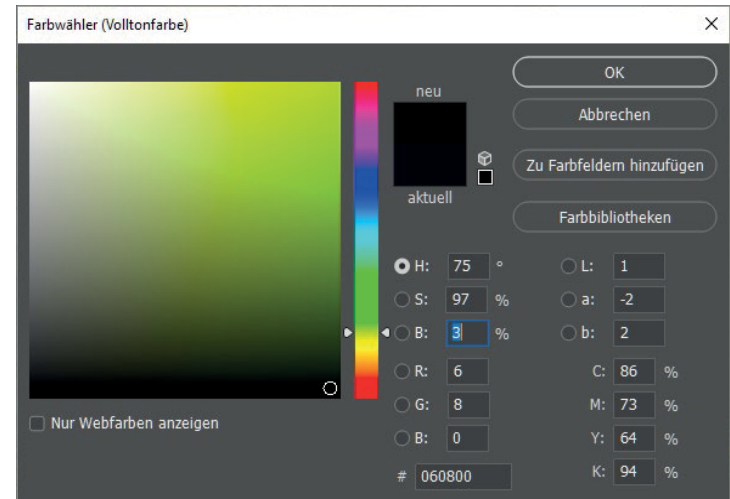 Farbwähler (Volltonfarbe)
neu
aktuell
OK
Abbrechen
Zu Farbfeldern hinzufügen
Farbbibliotheken
H: 75 °
S: 97 %
B: 3 %
R: 6
G: 8
B: 0
# 060800
L: 1
a: -2
b: 2
C: 86 %
M: 73 %
Y: 64 %
K: 94 %
Nur Webfarben anzeigen